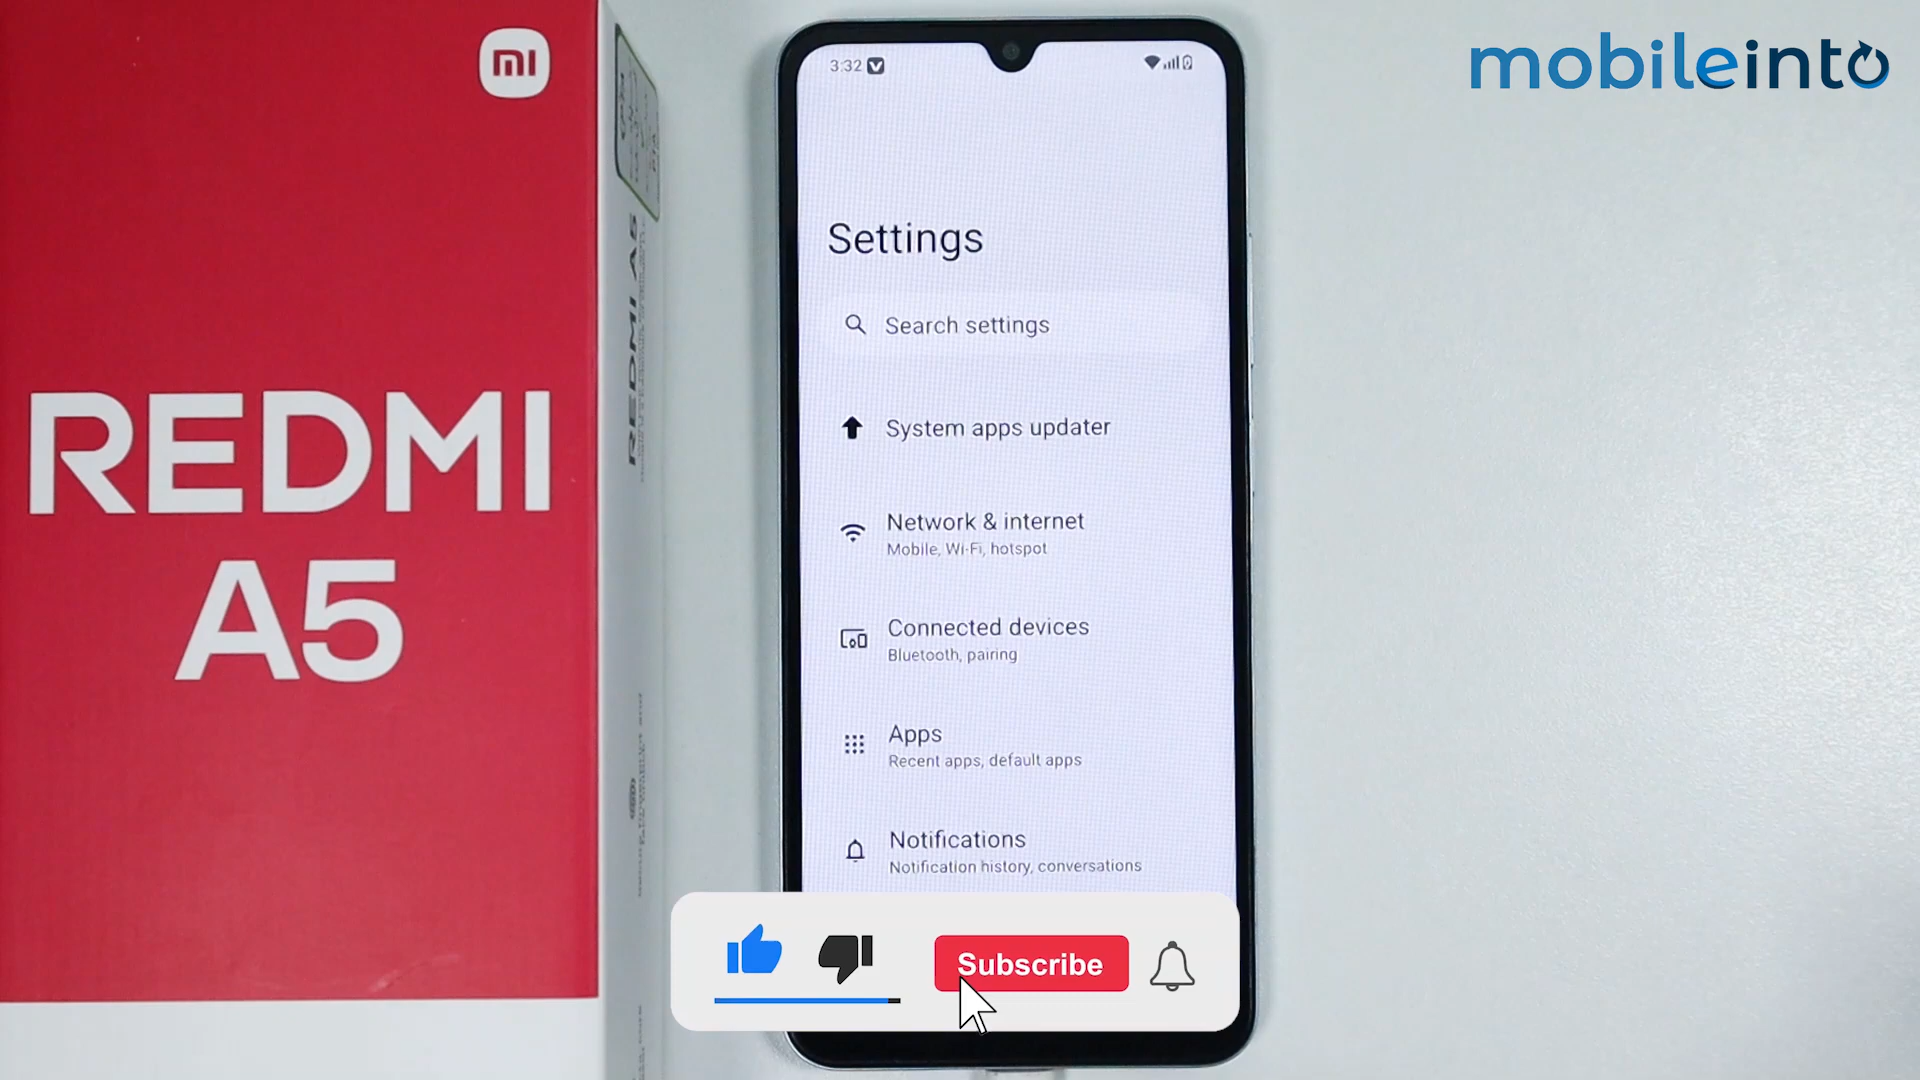 mi
REDMI
A5
REDMI A5
mobileinto
3:32
Settings
Search settings
System apps updater
Network & internet
Mobile, Wi-Fi, hotspot
Connected devices
Bluetooth, pairing
Apps
Recent apps, default apps
Notifications
Notification history, conversations
Subscribe